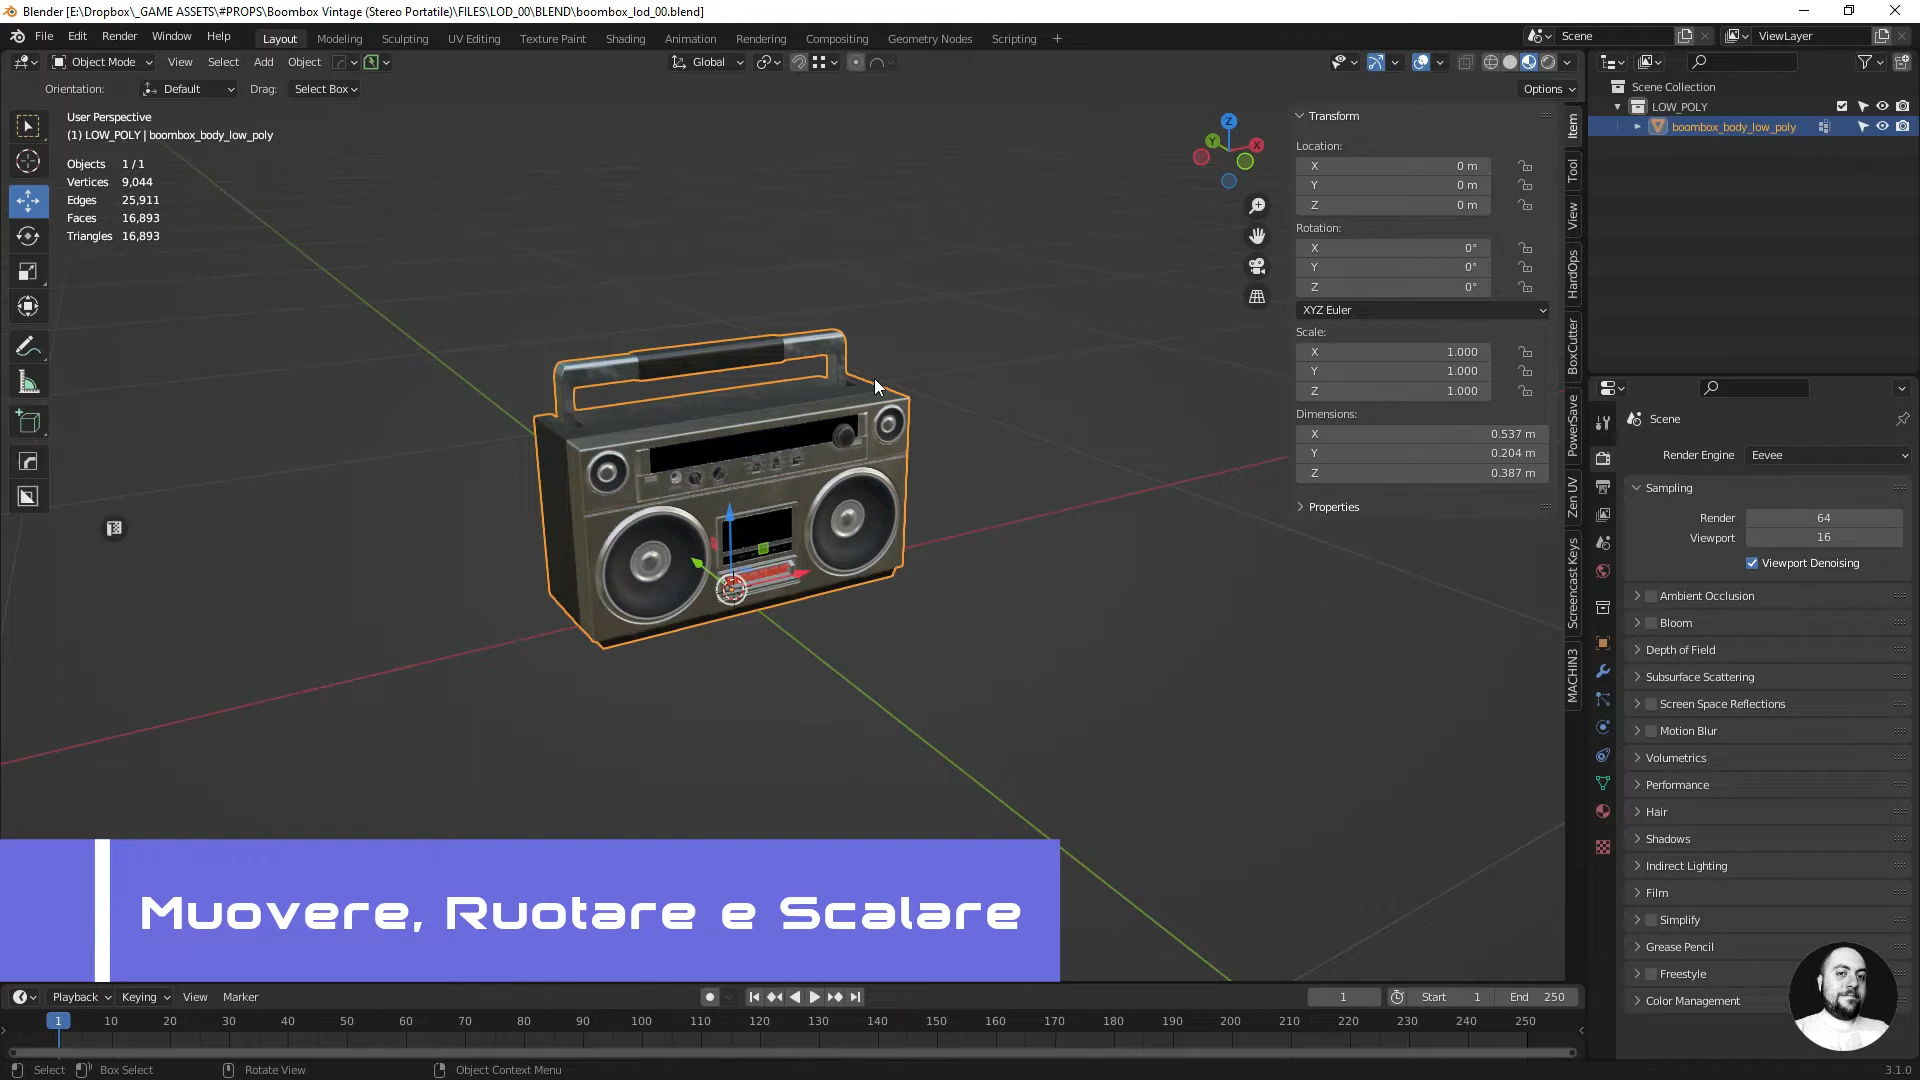 Blender [E:\Dropbox\_GAME ASSETS\#PROPS\Boombox Vintage (Stereo Portatile)\FILES\LOD_00\BLEND\boombox_lod_00.blend]
File Edit Render Window Help Layout Modeling Sculpting UV Editing Texture Paint Shading Animation Rendering Compositing Geometry Nodes Scripting + Scene ViewLayer
Object Mode View Select Add Object Global
Orientation: Default Drag: Select Box Options
User Perspective
(1) LOW_POLY | boombox_body_low_poly
Objects 1 / 1
Vertices 9,044
Edges 25,911
Faces 16,893
Triangles 16,893
Z
Y
X
Transform
Location:
X 0 m
Y 0 m
Z 0 m
Rotation:
X 0°
Y 0°
Z 0°
XYZ Euler
Scale:
X 1.000
Y 1.000
Z 1.000
Dimensions:
X 0.537 m
Y 0.204 m
Z 0.387 m
Properties
Item
Tool
View
HardOps
BoxCutter
PowerSave
Zen UV
Screencast Keys
MACHIN3
Scene Collection
LOW_POLY
boombox_body_low_poly
Scene
Render Engine Eevee
Sampling
Render 64
Viewport 16
Viewport Denoising
Ambient Occlusion
Bloom
Depth of Field
Subsurface Scattering
Screen Space Reflections
Motion Blur
Volumetrics
Performance
Hair
Shadows
Indirect Lighting
Film
Simplify
Grease Pencil
Freestyle
Color Management
Muovere, Ruotare e Scalare
Playback Keying View Marker 1 Start 1 End 250
1 10 20 30 40 50 60 70 80 90 100 110 120 130 140 150 160 170 180 190 200 210 220 230 240 250
Select Box Select Rotate View Object Context Menu 3.1.0